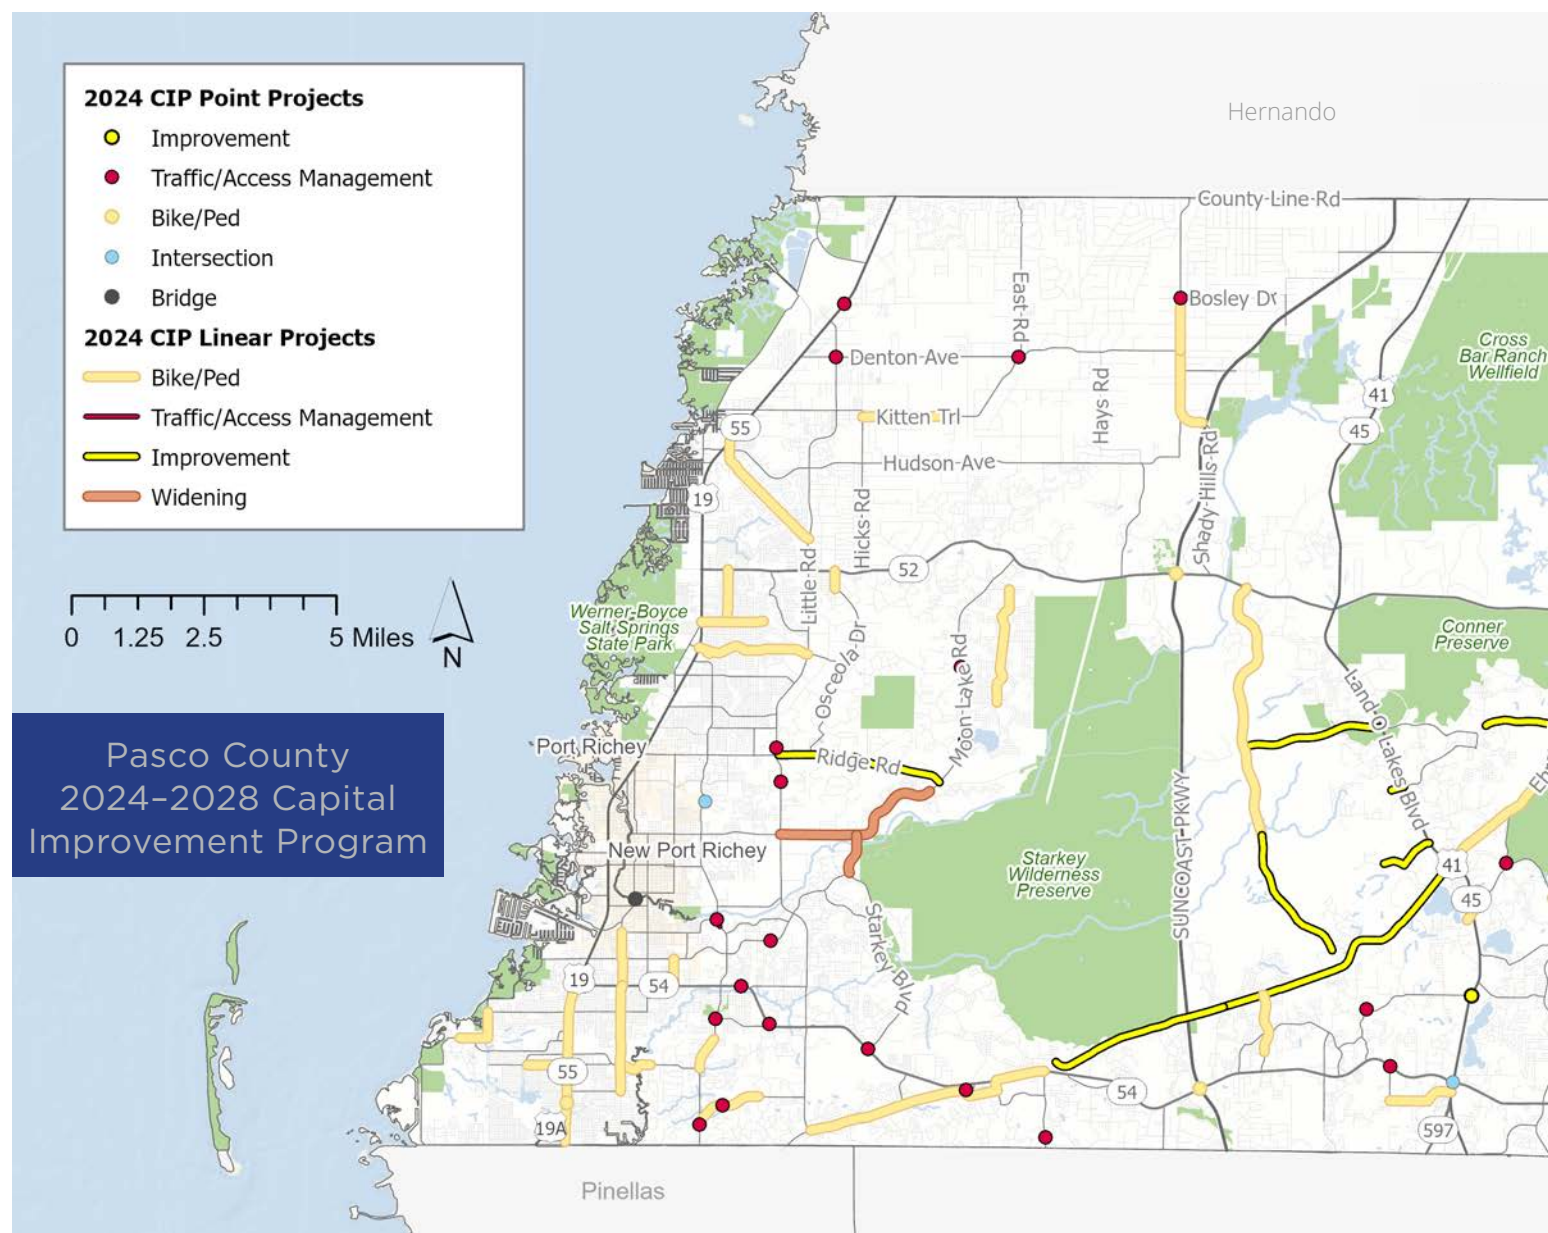 2024 CIP Point Projects
Improvement
Traffic/Access Management
Bike/Ped
Intersection
Bridge
2024 CIP Linear Projects
Bike/Ped
Traffic/Access Management
Improvement
Widening
0 1.25 2.5 5 Miles
N
Pasco County
2024–2028 Capital
Improvement Program
Hernando
County-Line-Rd
East-Rd
Bosley Dr
Denton-Ave
Cross
Bar Ranch
Wellfield
Hays Rd
41
Kitten Trl
55
45
Hudson-Ave
Shady-Hills-Rd
19
Hicks-Rd
52
Little-Rd
Werner-Boyce
Salt Springs
State Park
Conner
Preserve
Osceola-Dr
Moon-Lake-Rd
Land-O-Lakes-Blvd
Port Richey
Ridge-Rd
SUNCOAST-PKWY
New Port Richey
Starkey
Wilderness
Preserve
41
45
Starkey-Blvd
19
54
55
54
19A
597
Pinellas